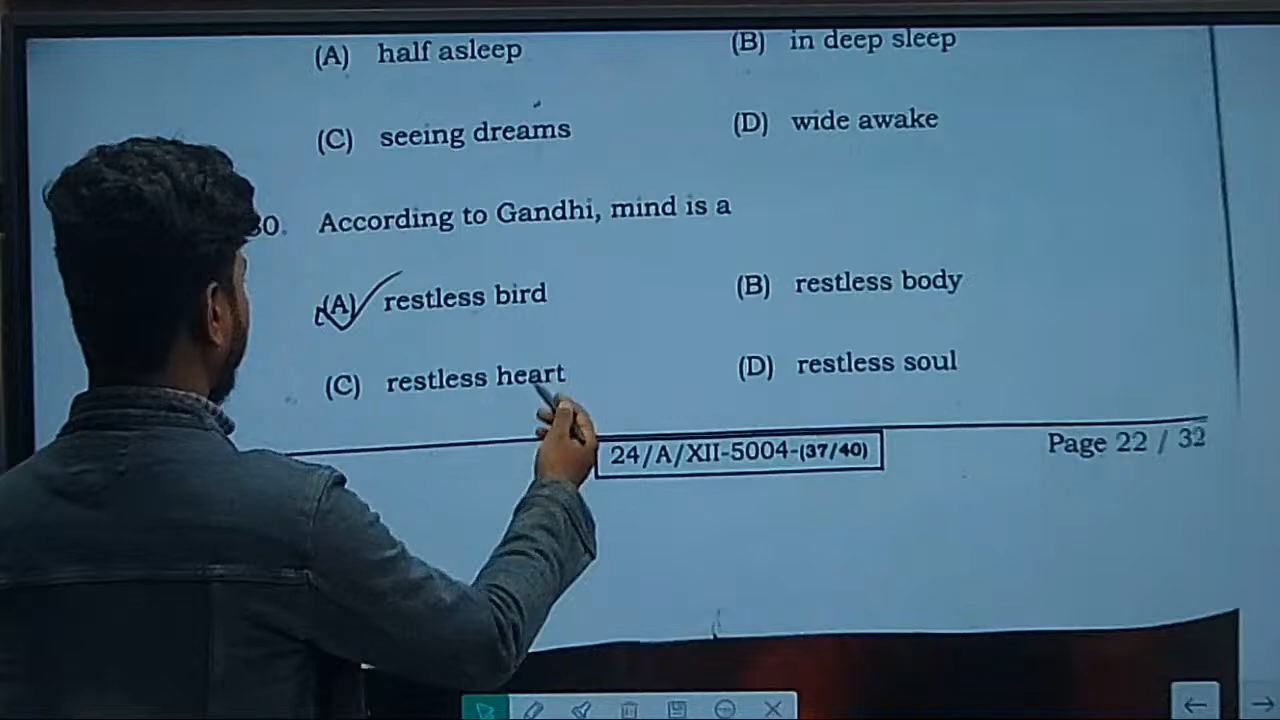 (A) half asleep (B) in deep sleep
(C) seeing dreams (D) wide awake
30. According to Gandhi, mind is a
(A) restless bird (B) restless body
(C) restless heart (D) restless soul
24/A/XII-5004-(37/40) Page 22 / 32